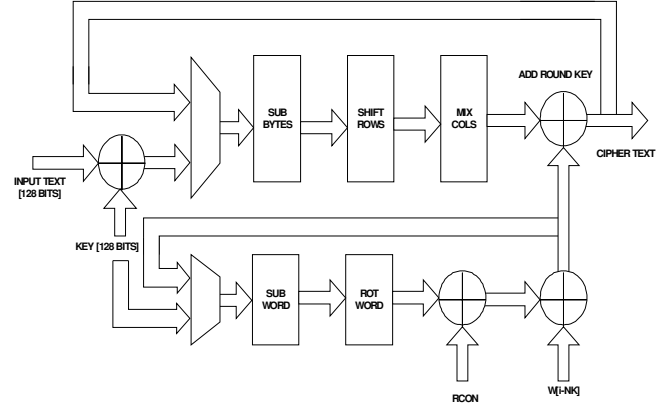 ADD ROUND KEY
SUB
BYTES
SHIFT
ROWS
MIX
COLS
CIPHER TEXT
INPUT TEXT
[128 BITS]
KEY [128 BITS]
SUB
WORD
ROT
WORD
RCON
W[i-NK]